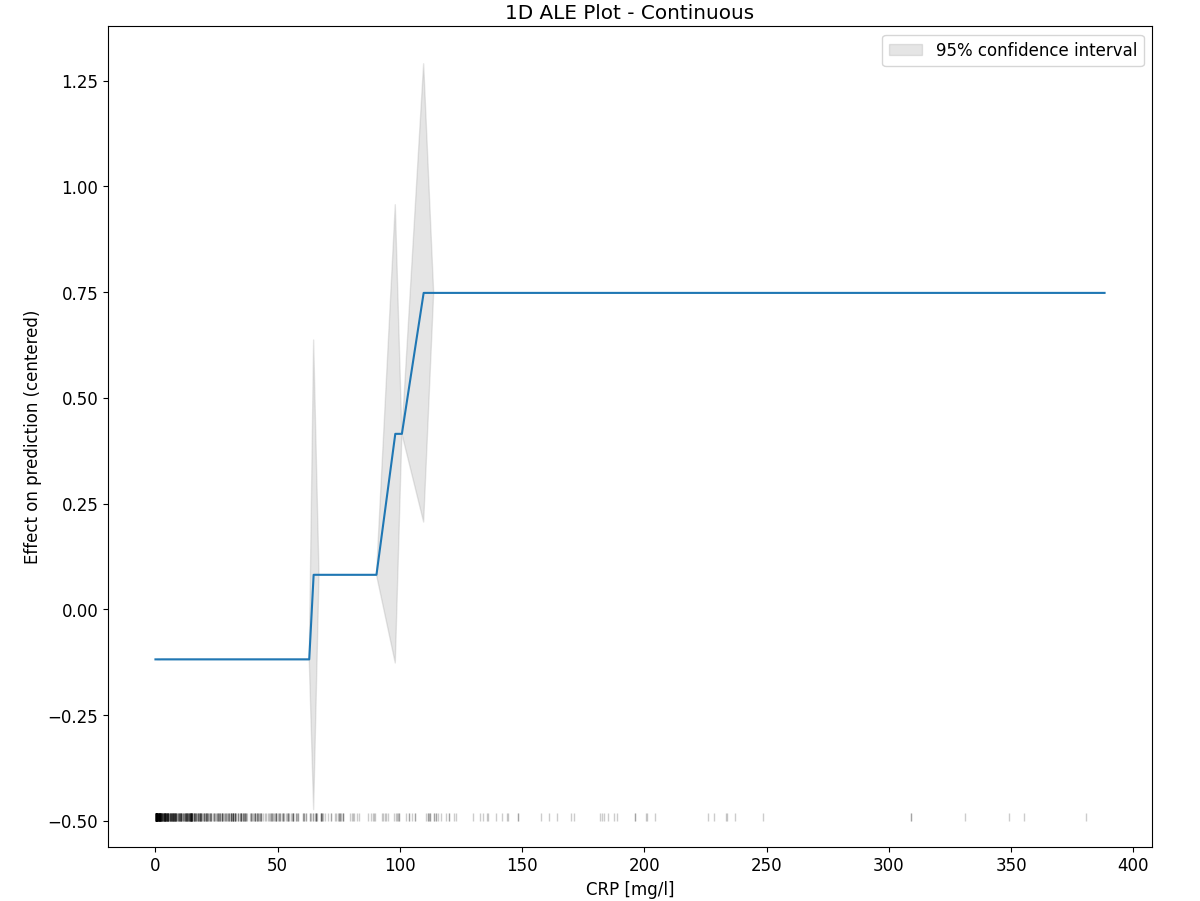 1D ALE Plot - Continuous
95% confidence interval
Effect on prediction (centered)
1.25
1.00
0.75
0.50
0.25
0.00
−0.25
−0.50
0 50 100 150 200 250 300 350 400
CRP [mg/l]